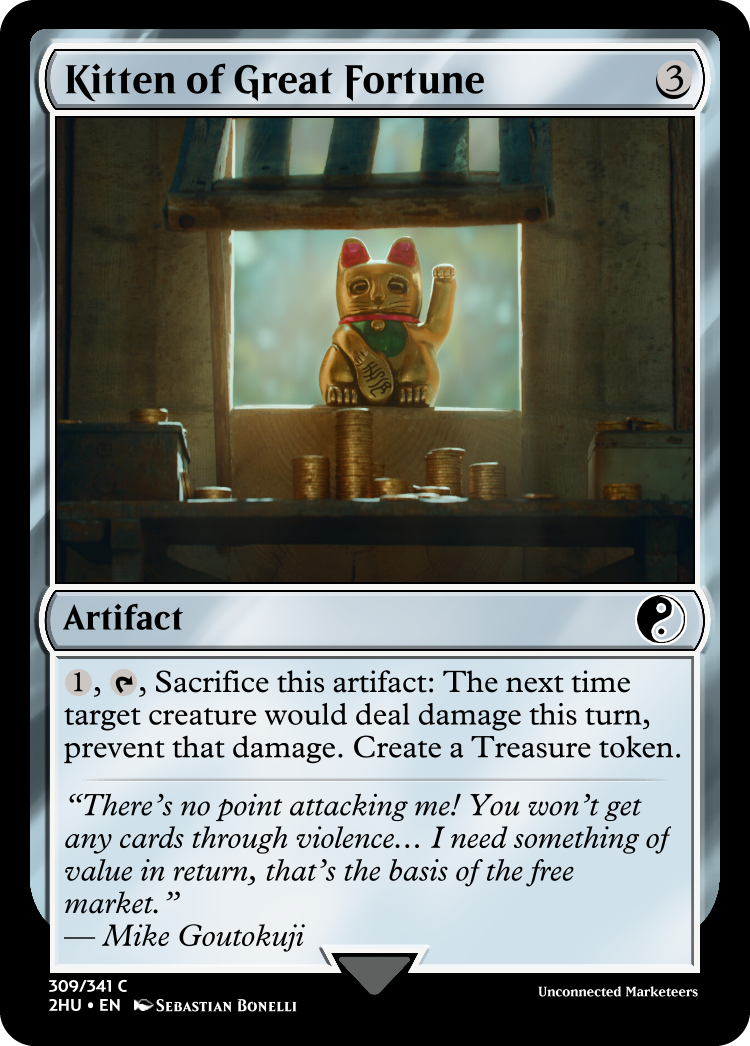 Kitten of Great Fortune
3
Artifact
1, , Sacrifice this artifact: The next time
target creature would deal damage this turn,
prevent that damage. Create a Treasure token.
“There’s no point attacking me! You won’t get
any cards through violence... I need something of
value in return, that’s the basis of the free
market.”
— Mike Goutokuji
309/341 C
2HU • EN SEBASTIAN BONELLI
Unconnected Marketeers